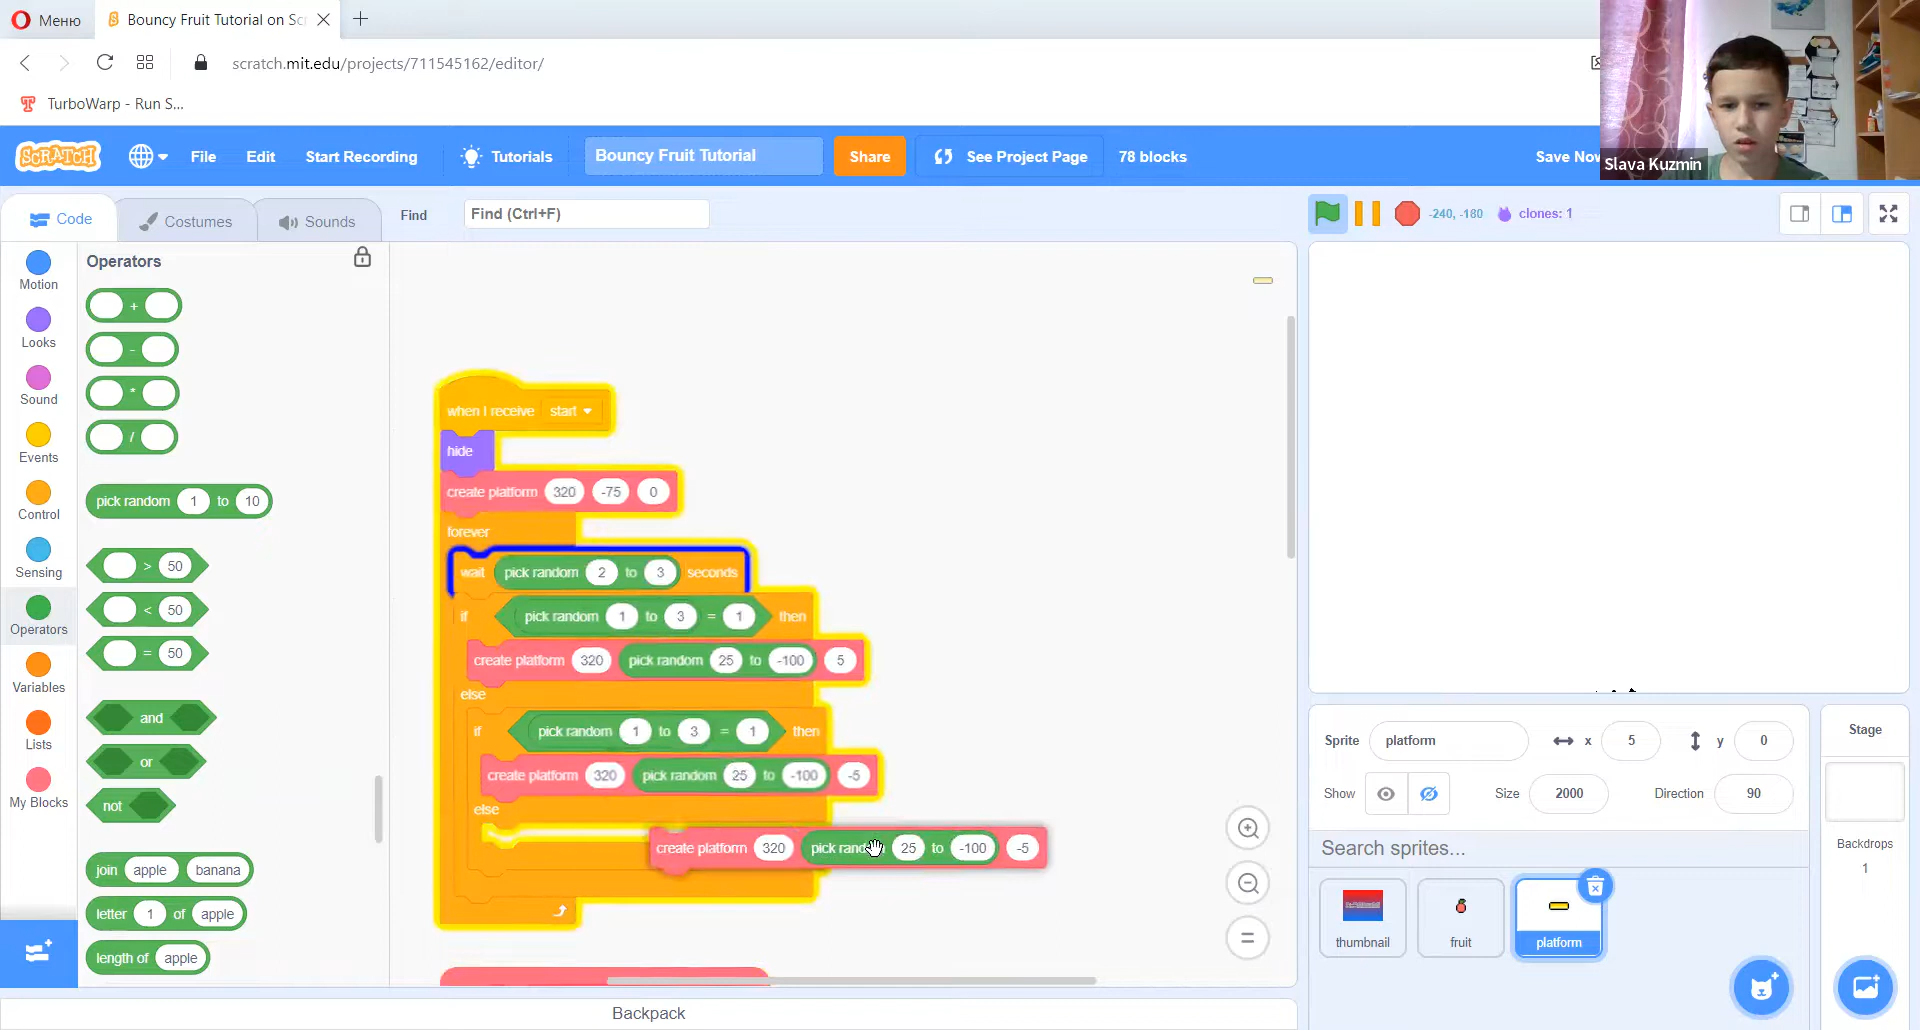 Меню
Bouncy Fruit Tutorial on Scr
scratch.mit.edu/projects/711545162/editor/
TurboWarp - Run S...
Slava Kuzmin
SCRATCH
File
Edit
Start Recording
Tutorials
Bouncy Fruit Tutorial
Share
See Project Page
78 blocks
Save Now
Code
Costumes
Sounds
Find
Find (Ctrl+F)
-240, -180
clones: 1
Motion
Looks
Sound
Events
Control
Sensing
Operators
Variables
Lists
My Blocks
Operators
+
-
*
/
pick random 1 to 10
> 50
< 50
= 50
and
or
not
join apple banana
letter 1 of apple
length of apple
when I receive start
hide
create platform 320 -75 0
forever
wait pick random 2 to 3 seconds
if pick random 1 to 3 = 1 then
create platform 320 pick random 25 to -100 5
else
if pick random 1 to 3 = 1 then
create platform 320 pick random 25 to -100 -5
else
create platform 320 pick random 25 to -100 -5
Sprite platform x 5 y 0
Show Size 2000 Direction 90
Search sprites...
thumbnail
fruit
platform
Stage
Backdrops
1
Backpack